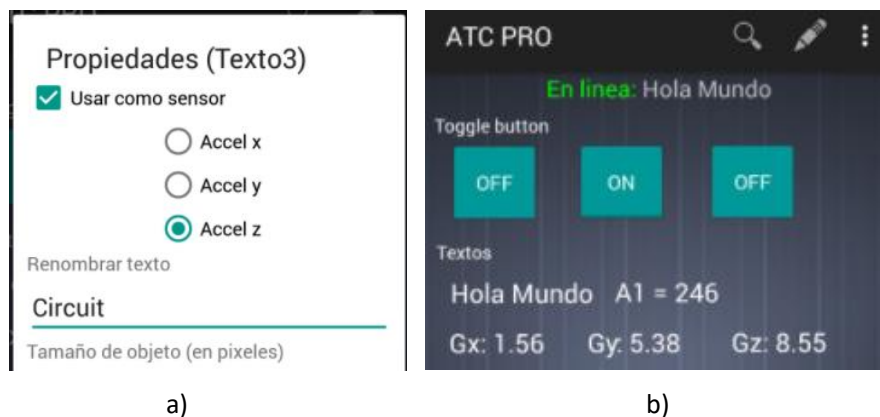 Propiedades (Texto3)
Usar como sensor
Accel x
Accel y
Accel z
Renombrar texto
Circuit
Tamaño de objeto (en pixeles)
a)
ATC PRO
En linea: Hola Mundo
Toggle button
OFF ON OFF
Textos
Hola Mundo A1 = 246
Gx: 1.56 Gy: 5.38 Gz: 8.55
b)